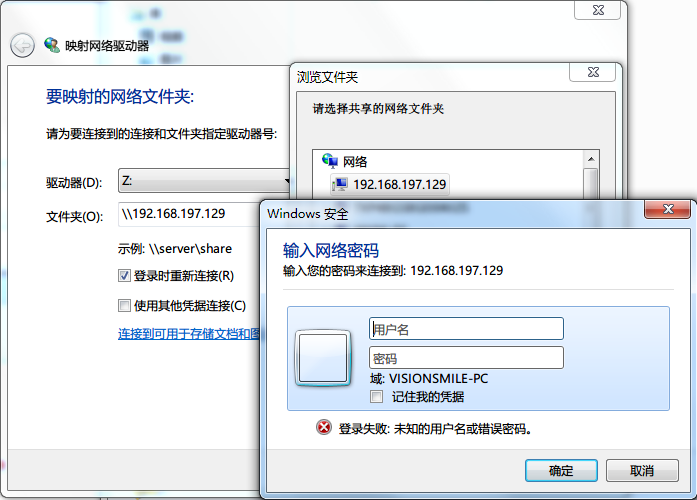 映射网络驱动器
要映射的网络文件夹:
请为要连接到的连接和文件夹指定驱动器号:
驱动器(D):
Z:
文件夹(O):
\\192.168.197.129
示例: \\server\share
登录时重新连接(R)
使用其他凭据连接(C)
连接到可用于存储文档和图
浏览文件夹
请选择共享的网络文件夹
网络
192.168.197.129
Windows 安全
输入网络密码
输入您的密码来连接到: 192.168.197.129
用户名
密码
域: VISIONSMILE-PC
记住我的凭据
登录失败: 未知的用户名或错误密码。
确定
取消